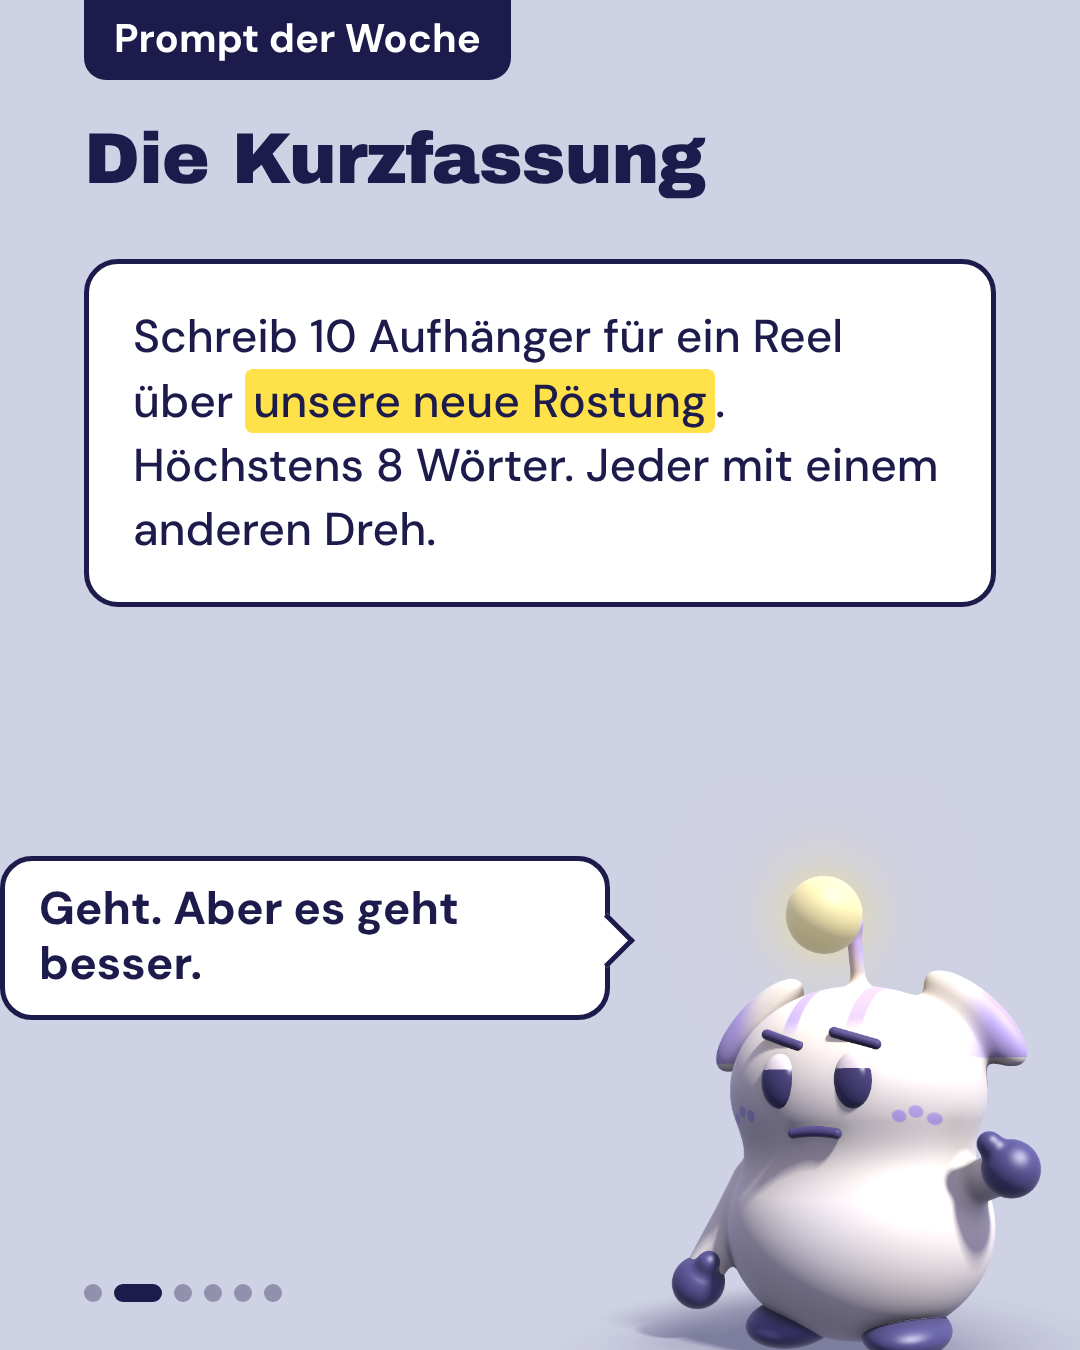 Prompt der Woche
Die Kurzfassung
Schreib 10 Aufhänger für ein Reel
über unsere neue Röstung.
Höchstens 8 Wörter. Jeder mit einem
anderen Dreh.
Geht. Aber es geht
besser.